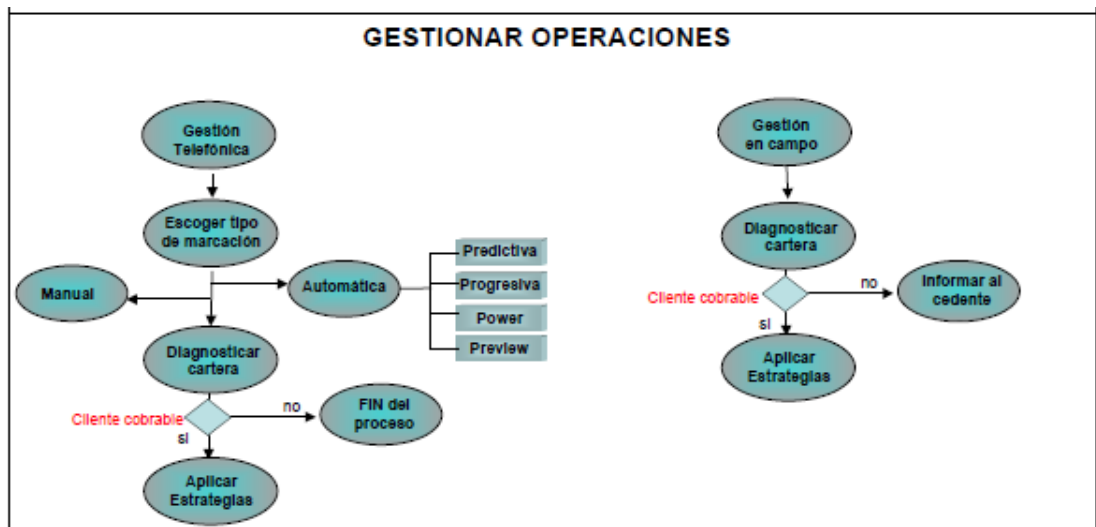 GESTIONAR OPERACIONES
Gestión
Telefónica
Escoger tipo
de marcación
Manual
Automática
Predictiva
Progresiva
Power
Preview
Diagnosticar
cartera
Cliente cobrable
no
si
FIN del
proceso
Aplicar
Estrategias
Gestión
en campo
Diagnosticar
cartera
Cliente cobrable
no
si
Informar al
cedente
Aplicar
Estrategias